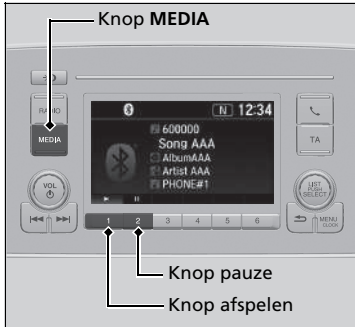 Knop MEDIA
RADIO
MEDIA
N 12:34
600000
Song AAA
AlbumAAA
Artist AAA
PHONE#1
TA
VOL
LIST
PUSH
SELECT
1 2 3 4 5 6
MENU
CLOCK
Knop pauze
Knop afspelen